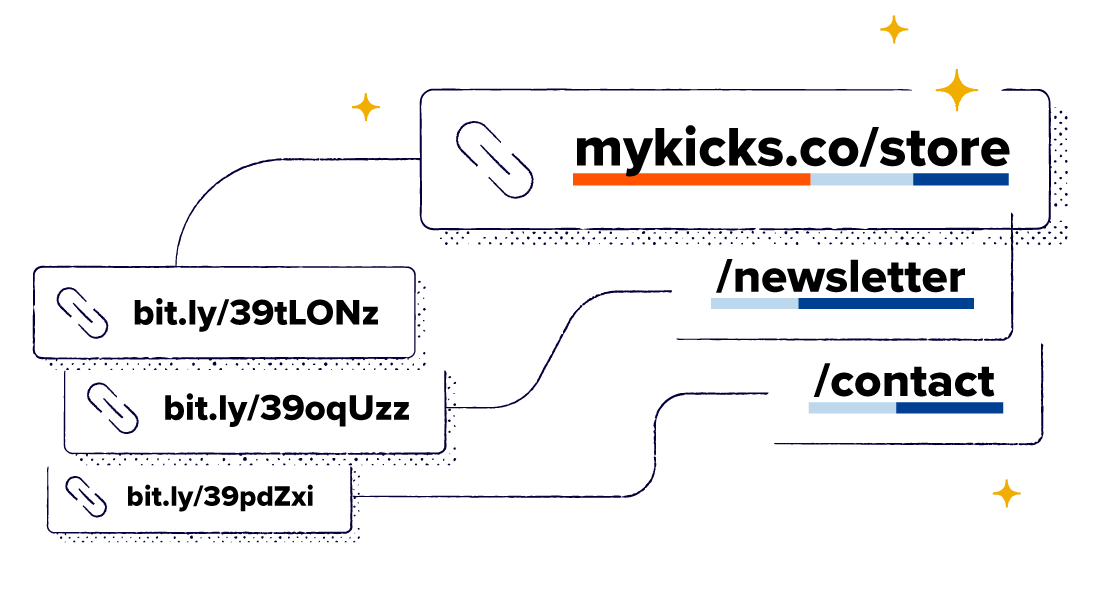 mykicks.co/store
/newsletter
/contact
bit.ly/39tLONz
bit.ly/39oqUzz
bit.ly/39pdZxi